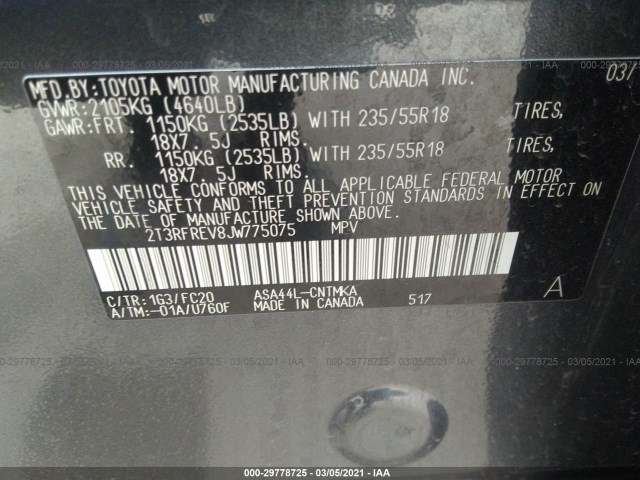 MFD.BY:TOYOTA MOTOR MANUFACTURING CANADA INC. 03/
GVWR:2105KG (4640LB)
GAWR:FRT. 1150KG (2535LB) WITH 235/55R18 TIRES,
18X7. 5J RIMS.
RR. 1150KG (2535LB) WITH 235/55R18 TIRES,
18X7. 5J RIMS.
THIS VEHICLE CONFORMS TO ALL APPLICABLE FEDERAL MOTOR
VEHICLE SAFETY AND THEFT PREVENTION STANDARDS IN EFFECT ON
THE DATE OF MANUFACTURE SHOWN ABOVE.
2T3RFREV8JW775075 MPV
C/TR:1G3/FC20 ASA44L-CNTMKA 517 A
A/TM:-01A/U760F MADE IN CANADA
000-29778725 - 03/05/2021 - IAA